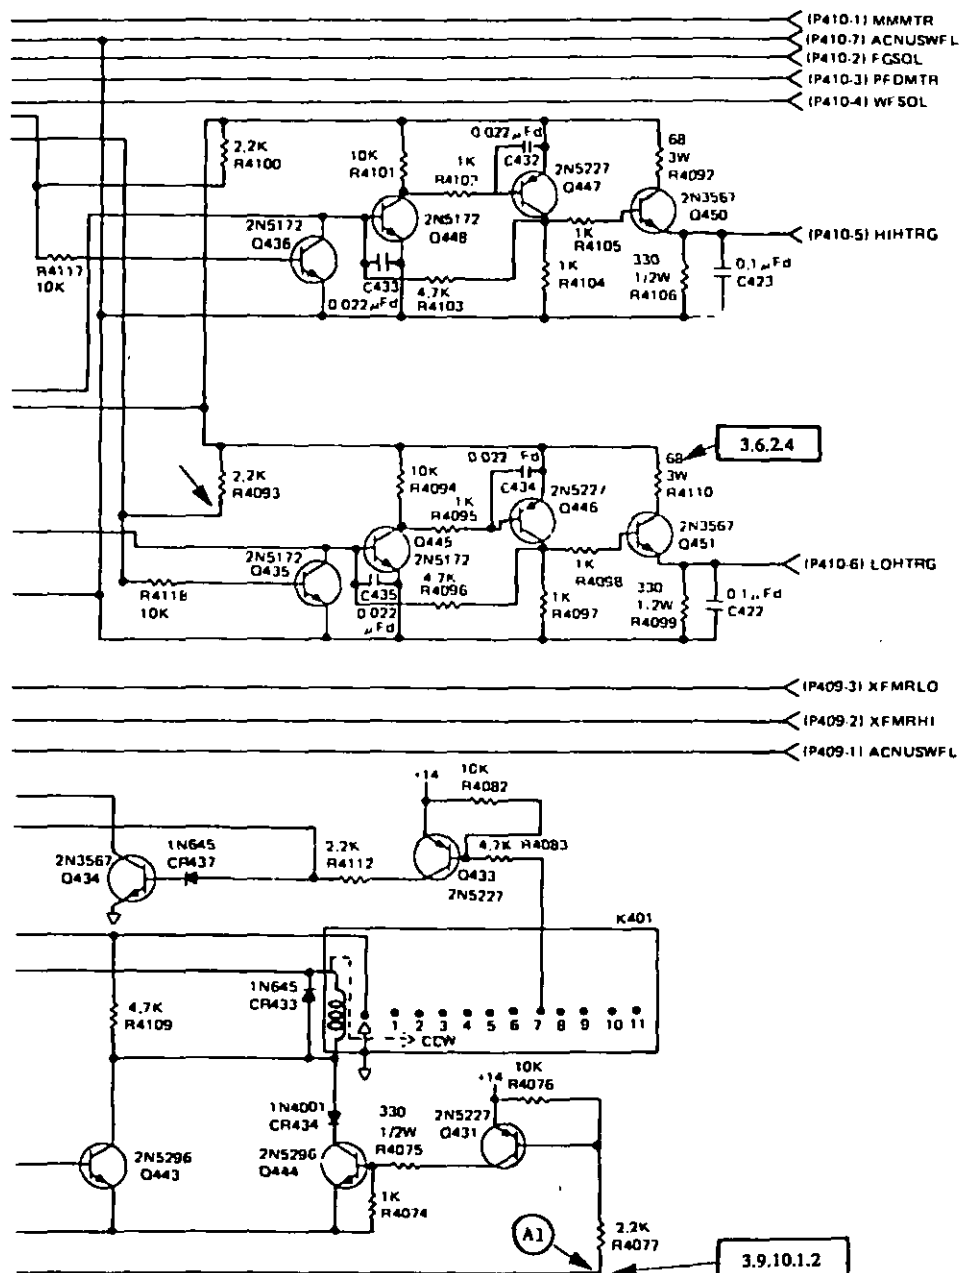 (P410-1) MMMTR
(P410-7) ACNUSWFL
(P410-2) FGSOL
(P410-3) PFDMTR
(P410-4) WFSOL
2.2K
R4100
10K
R4101
1K
R4102
0.022 µFd
C432
2N5227
Q447
68
3W
R4092
2N3567
Q450
2N5172
Q436
2N5172
Q448
R4117
10K
C433
0.022 µFd
4.7K
R4103
1K
R4105
1K
R4104
330
1/2W
R4106
(P410-5) HIHTRG
0.1 µFd
C423
2.2K
R4093
10K
R4094
1K
R4095
0.022 Fd
C434
2N5227
Q446
68
3W
R4110
3.6.2.4
2N3567
Q451
2N5172
Q435
Q445
2N5172
R4118
10K
C435
0.022
µFd
4.7K
R4096
1K
R4098
1K
R4097
330
1.2W
R4099
(P410-6) LOHTRG
0.1 µFd
C422
(P409-3) XFMRLO
(P409-2) XFMRHI
(P409-1) ACNUSWFL
+14
10K
R4082
2N3567
Q434
1N645
CR437
2.2K
R4112
4.7K R4083
Q433
2N5227
K401
4.7K
R4109
1N645
CR433
1 2 3 4 5 6 7 8 9 10 11
CCW
+14
10K
R4076
1N4001
CR434
330
1/2W
R4075
2N5227
Q431
2N5296
Q443
2N5296
Q444
1K
R4074
A1
2.2K
R4077
3.9.10.1.2